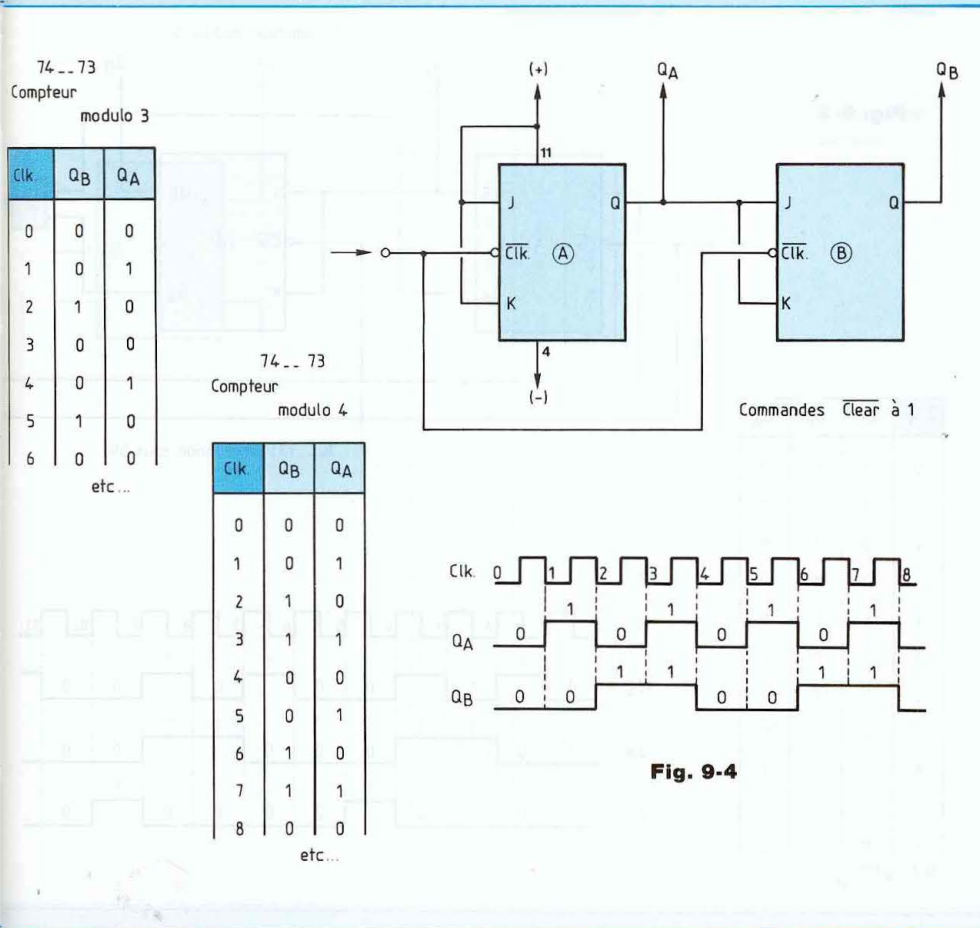 74__73
Compteur
modulo 3
Clk. QB QA
0 0 0
1 0 1
2 1 0
3 0 0
4 0 1
5 1 0
6 0 0
etc...
74__ 73
Compteur
modulo 4
Clk. QB QA
0 0 0
1 0 1
2 1 0
3 1 1
4 0 0
5 0 1
6 1 0
7 1 1
8 0 0
etc...
(+) QA QB
11
J Q J Q
Clk. A Clk. B
K K
4
(-)
Commandes Clear à 1
Clk. 0 1 2 3 4 5 6 7 8
1 1 1 1
QA 0 0 0 0
1 1 1 1
QB 0 0 0 0
Fig. 9-4